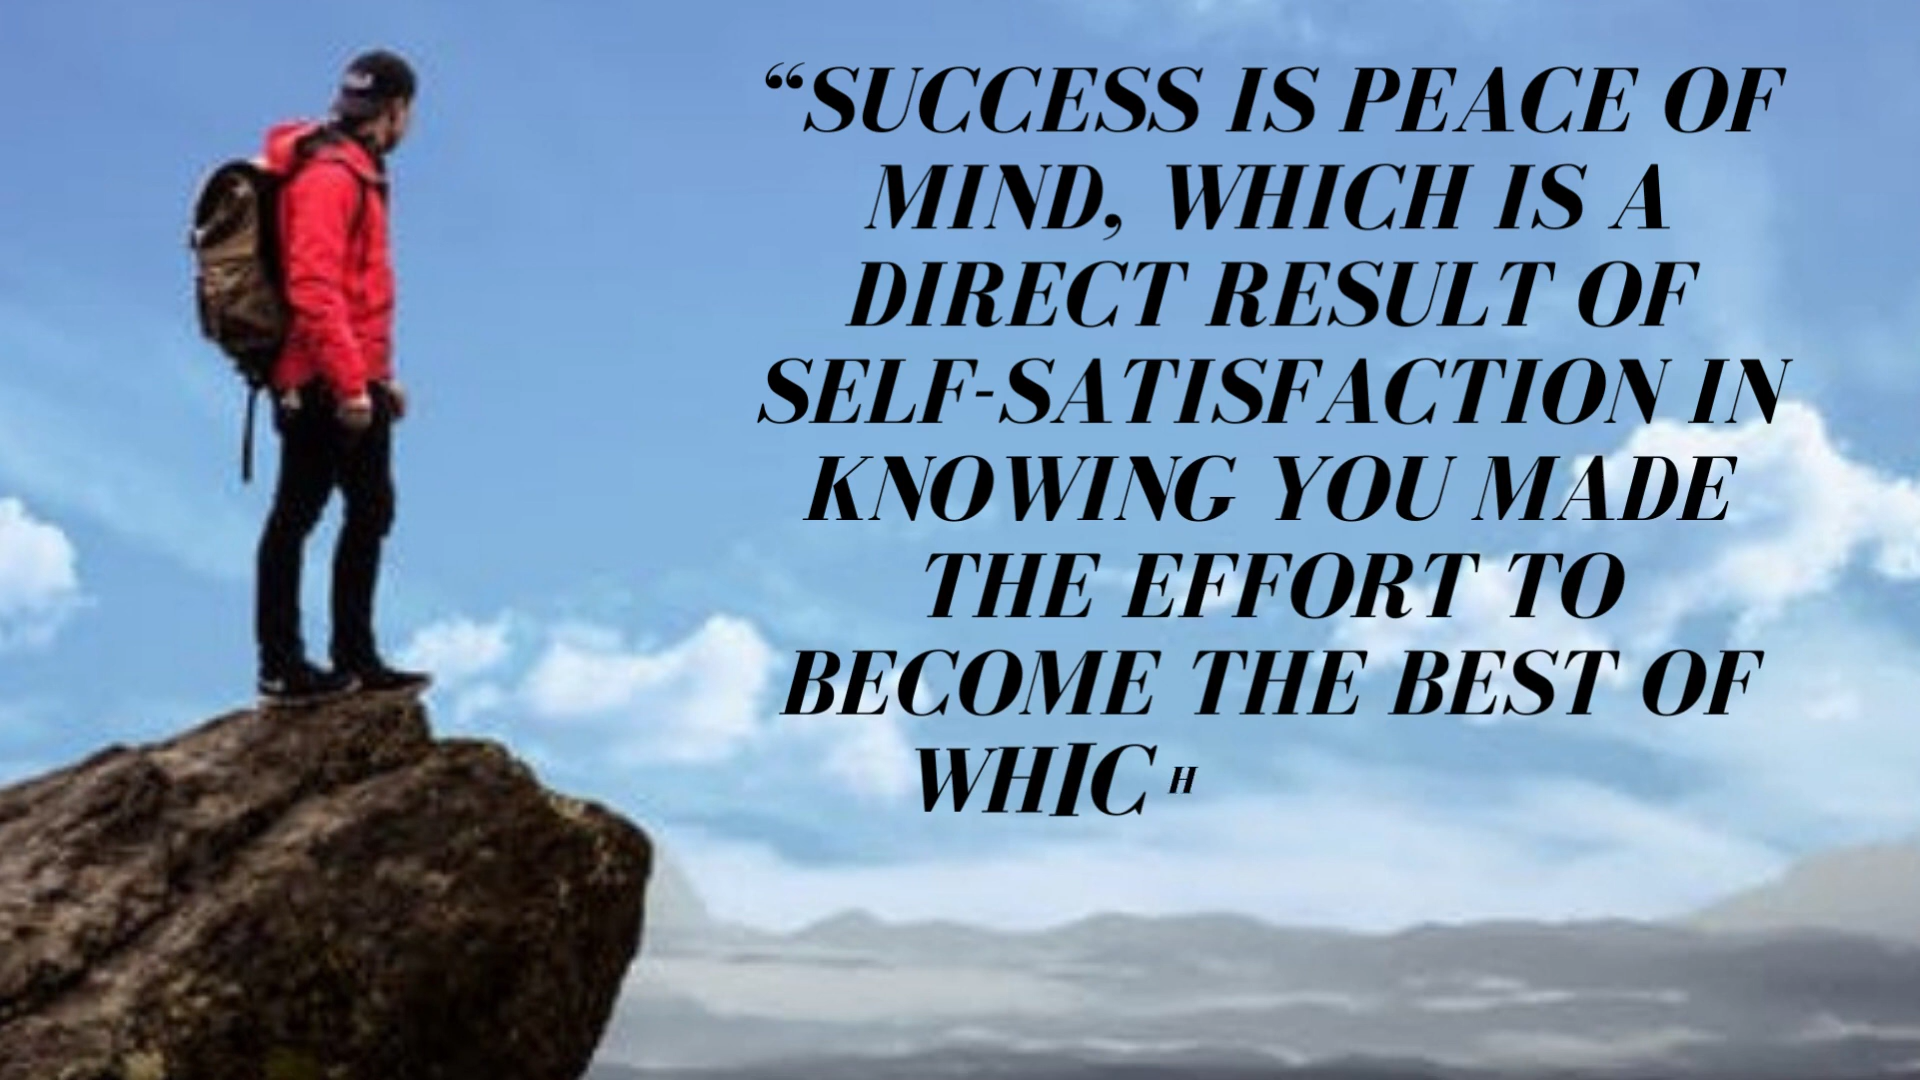 “SUCCESS IS PEACE OF
MIND, WHICH IS A
DIRECT RESULT OF
SELF-SATISFACTION IN
KNOWING YOU MADE
THE EFFORT TO
BECOME THE BEST OF
WHICH